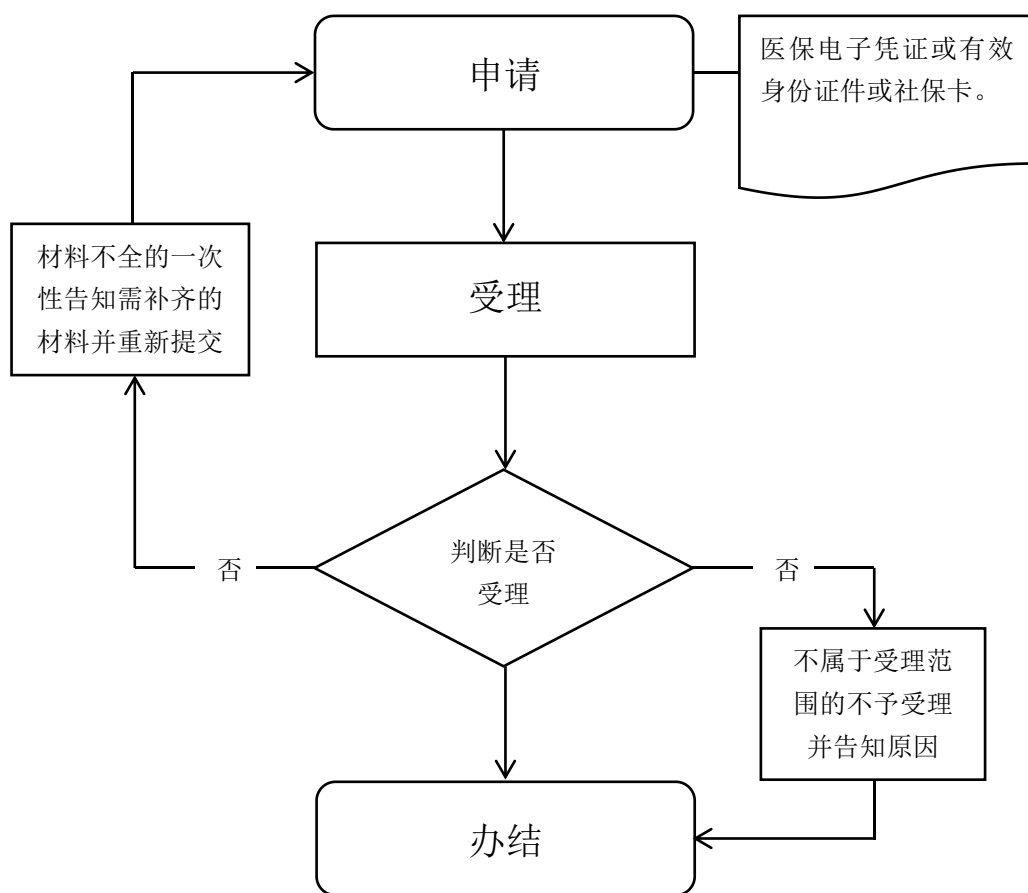 申请
医保电子凭证或有效
身份证件或社保卡。
材料不全的一次
性告知需补齐的
材料并重新提交
受理
判断是否
受理
否
否
不属于受理范
围的不予受理
并告知原因
办结